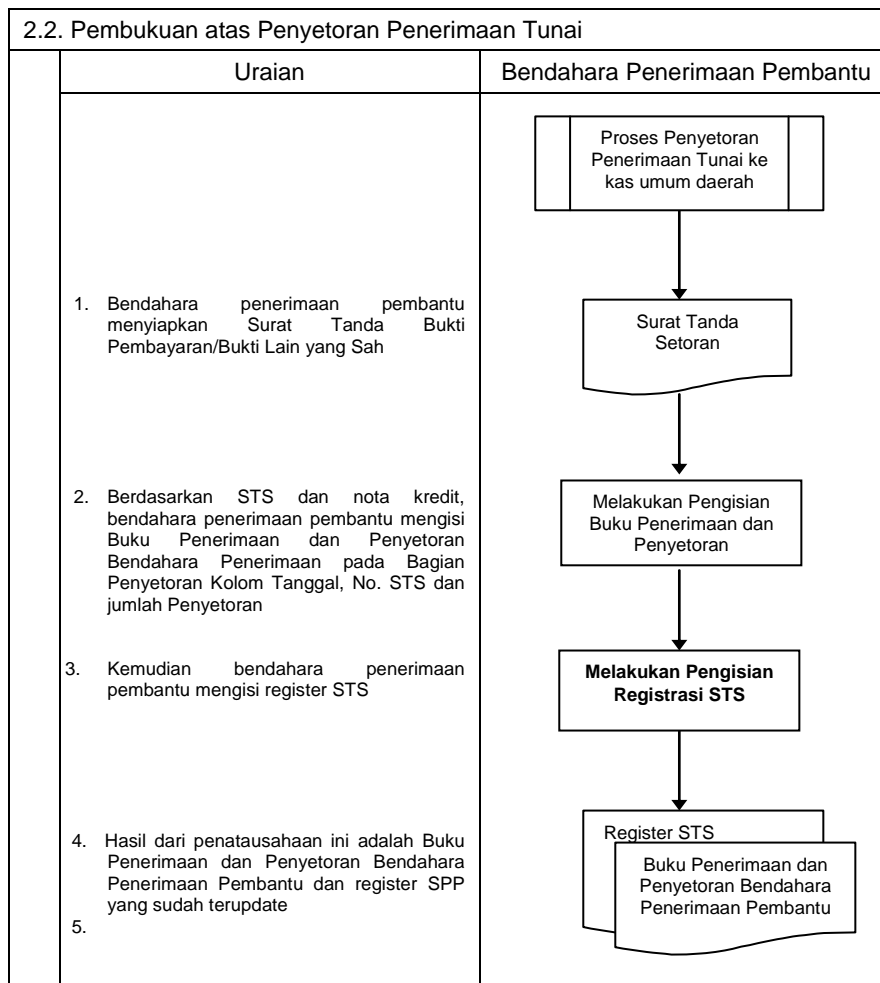 2.2. Pembukuan atas Penyetoran Penerimaan Tunai
Uraian
Bendahara Penerimaan Pembantu
Proses Penyetoran
Penerimaan Tunai ke
kas umum daerah
1. Bendahara penerimaan pembantu
menyiapkan Surat Tanda Bukti
Pembayaran/Bukti Lain yang Sah
Surat Tanda
Setoran
2. Berdasarkan STS dan nota kredit,
bendahara penerimaan pembantu mengisi
Buku Penerimaan dan Penyetoran
Bendahara Penerimaan pada Bagian
Penyetoran Kolom Tanggal, No. STS dan
jumlah Penyetoran
Melakukan Pengisian
Buku Penerimaan dan
Penyetoran
3. Kemudian bendahara penerimaan
pembantu mengisi register STS
Melakukan Pengisian
Registrasi STS
4. Hasil dari penatausahaan ini adalah Buku
Penerimaan dan Penyetoran Bendahara
Penerimaan Pembantu dan register SPP
yang sudah terupdate
5.
Register STS
Buku Penerimaan dan
Penyetoran Bendahara
Penerimaan Pembantu